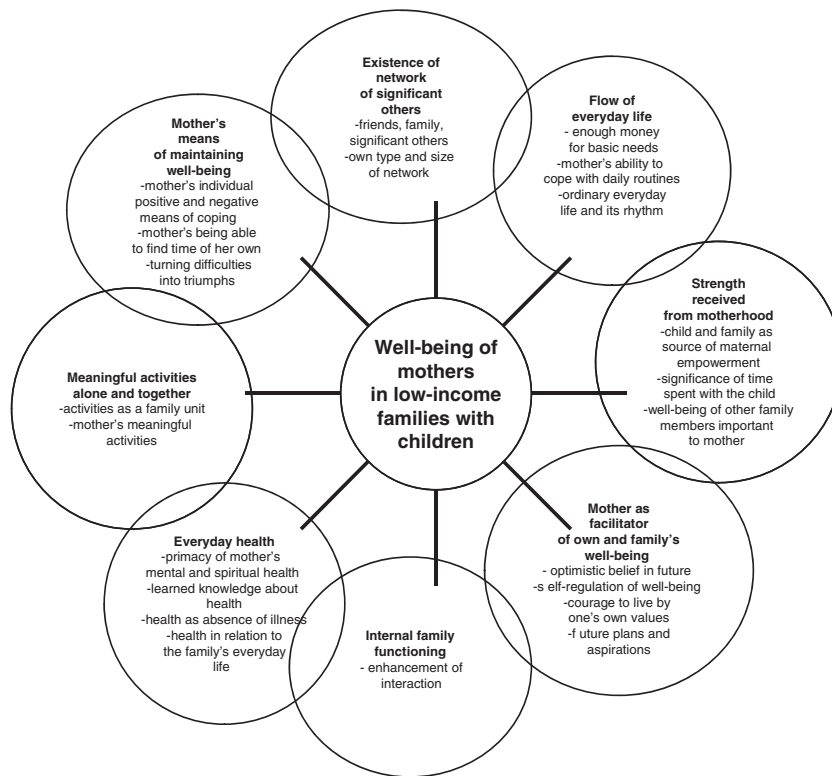 Existence of
network
of significant
others
-friends, family,
significant others
-own type and size
of network
Flow of
everyday life
- enough money
for basic needs
-mother's ability to
cope with daily routines
-ordinary everyday
life and its rhythm
Strength
received
from motherhood
-child and family as
source of maternal
empowerment
-significance of time
spent with the child
-well-being of other family
members important
to mother
Mother as
facilitator
of own and family's
well-being
- optimistic belief in future
-s elf-regulation of well-being
-courage to live by
one's own values
-f uture plans and
aspirations
Internal family
functioning
- enhancement of
interaction
Everyday health
-primacy of mother's
mental and spiritual health
-learned knowledge about
health
-health as absence of illness
-health in relation to
the family's everyday
life
Meaningful activities
alone and together
-activities as a family unit
-mother's meaningful
activities
Mother's
means
of maintaining
well-being
-mother's individual
positive and negative
means of coping
-mother's being able
to find time of her own
-turning difficulties
into triumphs
Well-being of
mothers
in low-income
families with
children